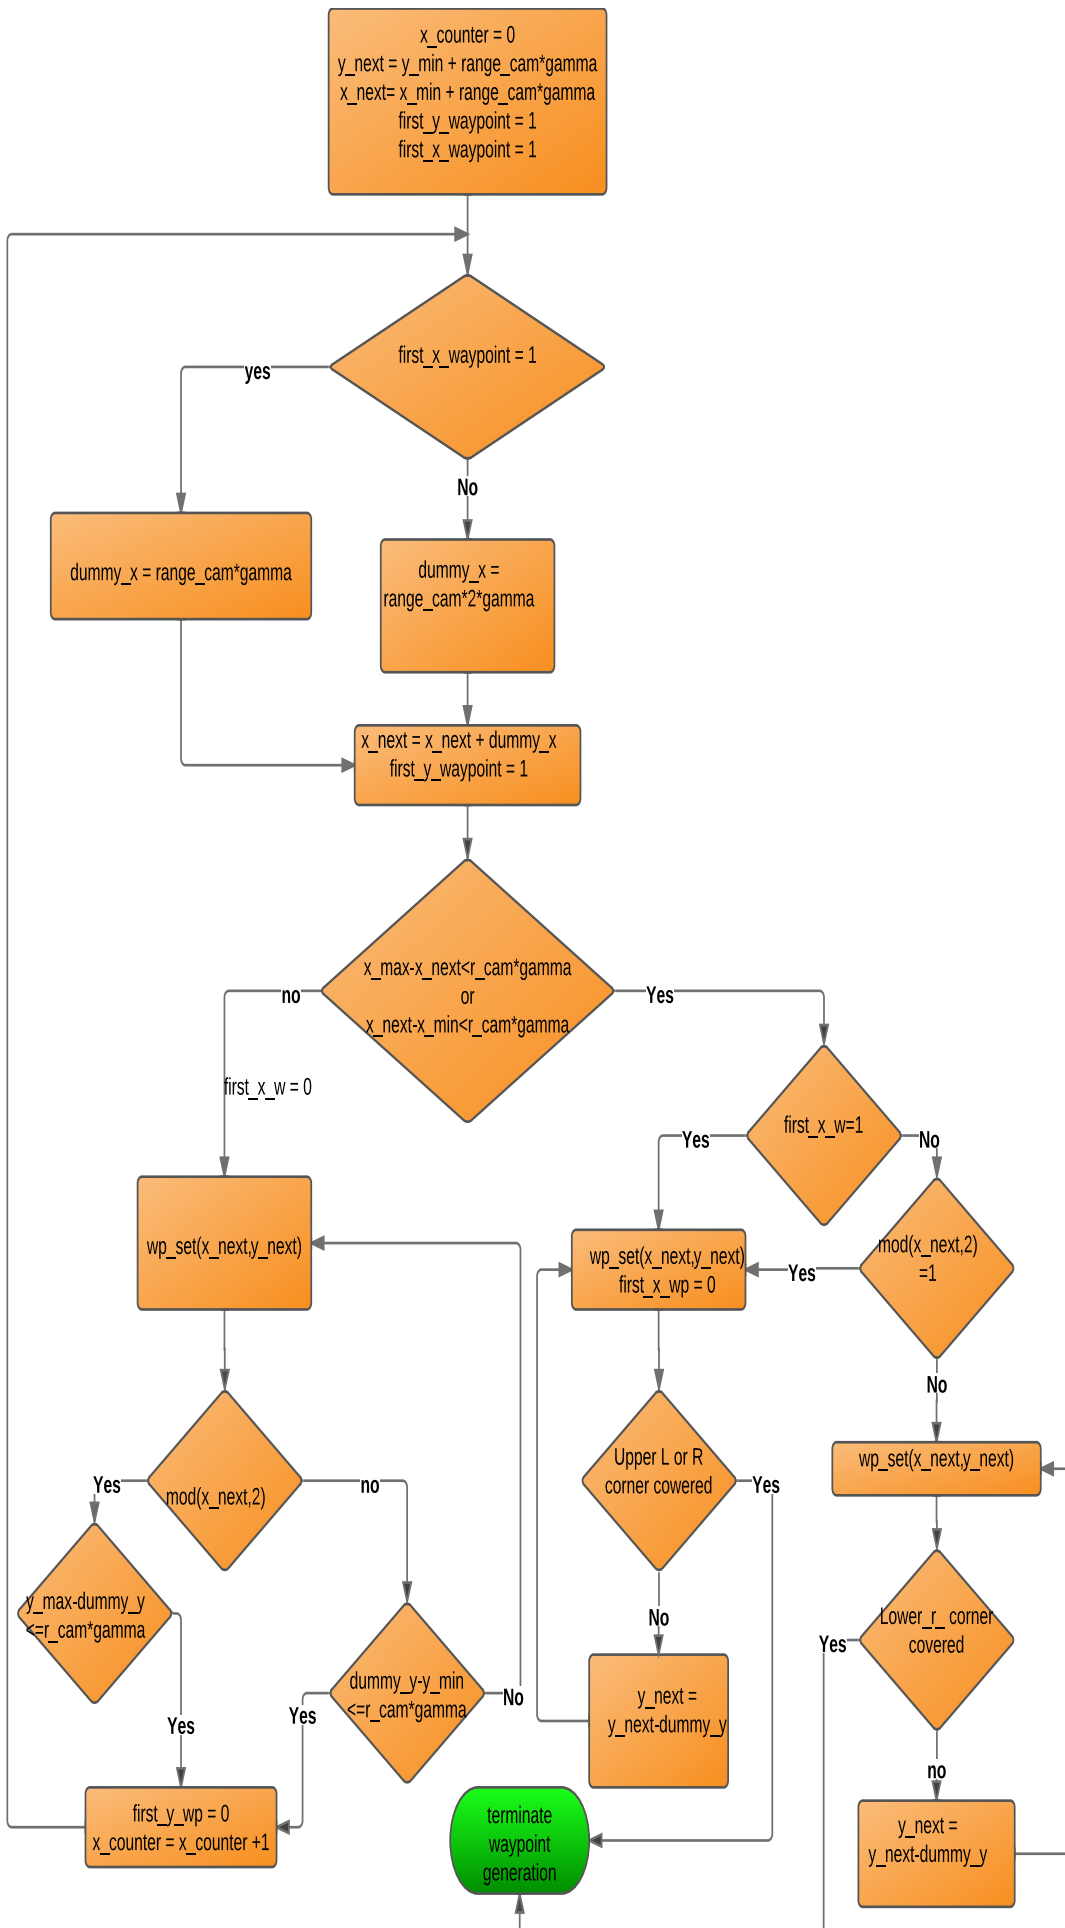 x_counter = 0
y_next = y_min + range_cam*gamma
x_next= x_min + range_cam*gamma
first_y_waypoint = 1
first_x_waypoint = 1
first_x_waypoint = 1
yes
No
dummy_x = range_cam*gamma
dummy_x =
range_cam*2*gamma
x_next = x_next + dummy_x
first_y_waypoint = 1
x_max-x_next<r_cam*gamma
or
x_next-x_min<r_cam*gamma
no
Yes
first_x_w = 0
first_x_w=1
Yes
No
wp_set(x_next,y_next)
wp_set(x_next,y_next)
first_x_wp = 0
mod(x_next,2)
=1
Yes
No
mod(x_next,2)
Yes
no
Upper L or R
corner cowered
Yes
No
wp_set(x_next,y_next)
y_max-dummy_y
<=r_cam*gamma
Yes
dummy_y-y_min
<=r_cam*gamma
Yes
No
Lower_r_ corner
covered
Yes
no
y_next =
y_next-dummy_y
first_y_wp = 0
x_counter = x_counter +1
terminate
waypoint
generation
y_next =
y_next-dummy_y